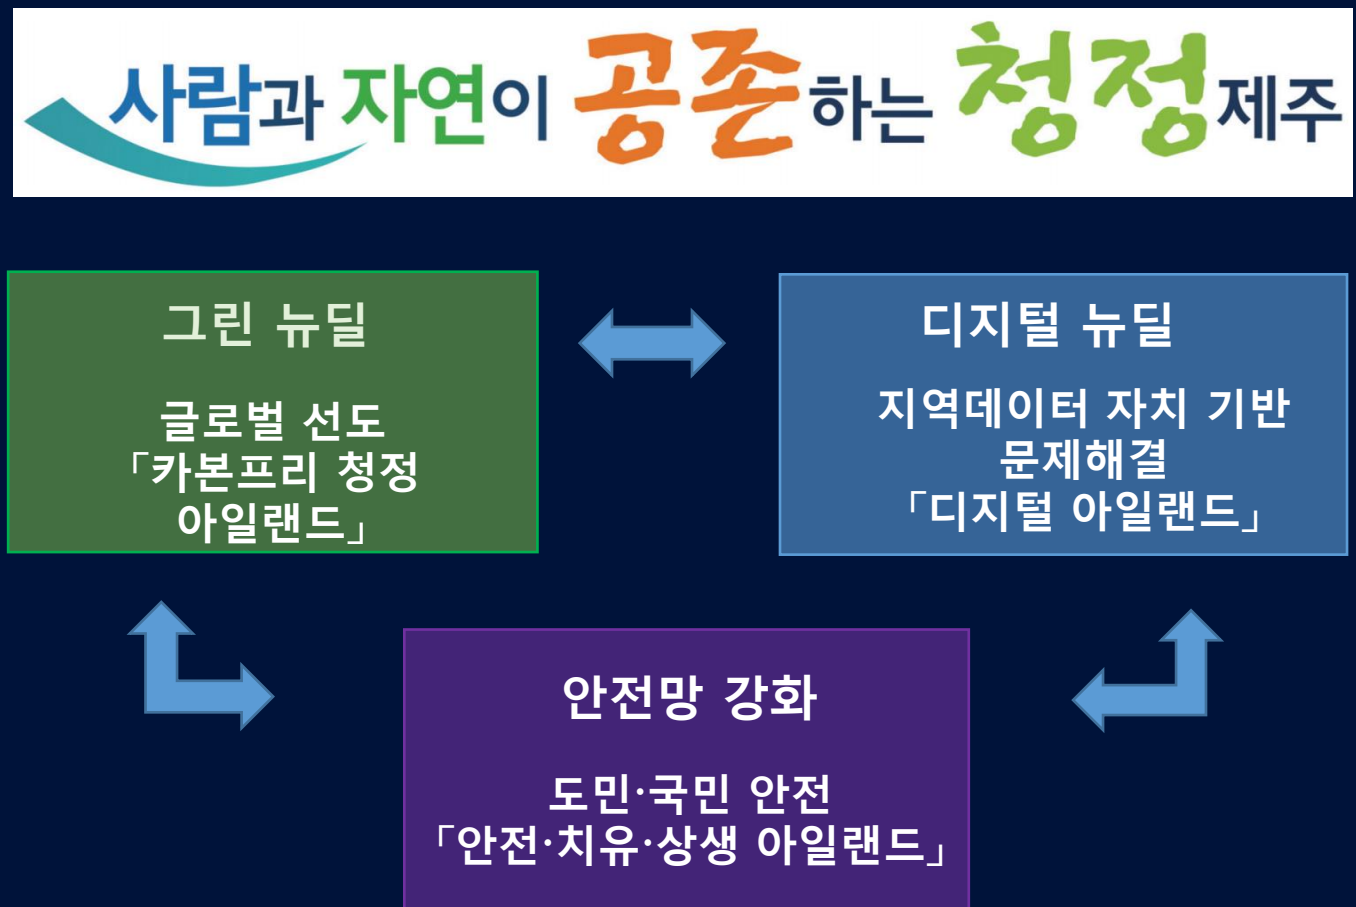 사람과 자연이 공존하는 청정제주
그린 뉴딜
글로벌 선도
「카본프리 청정
아일랜드」
디지털 뉴딜
지역데이터 자치 기반
문제해결
「디지털 아일랜드」
안전망 강화
도민·국민 안전
「안전·치유·상생 아일랜드」